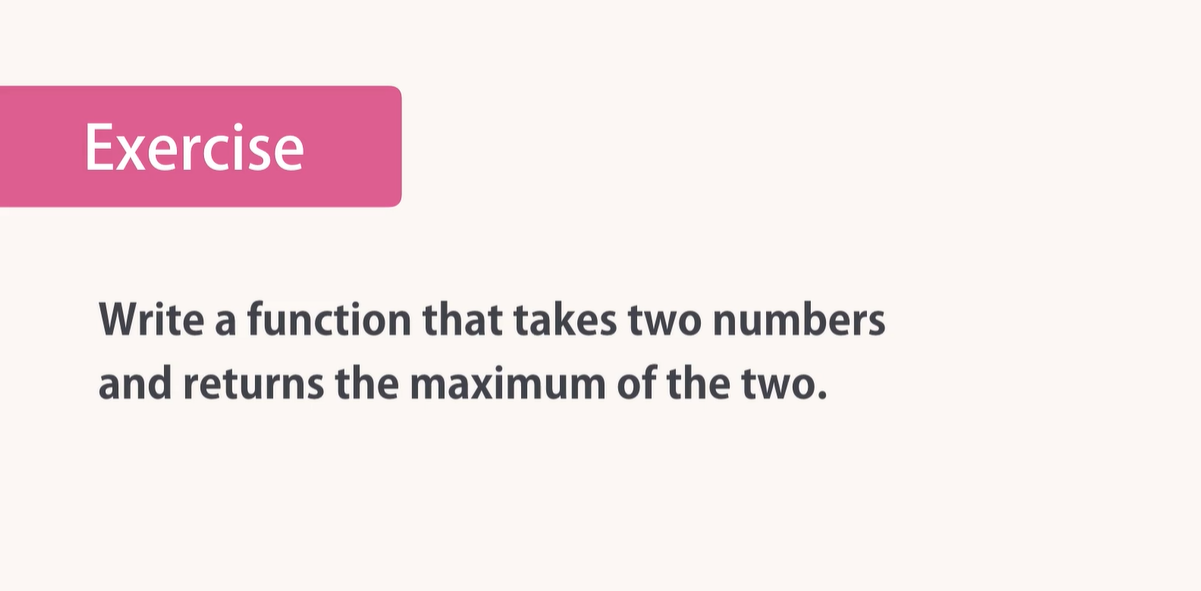 Exercise
Write a function that takes two numbers
and returns the maximum of the two.